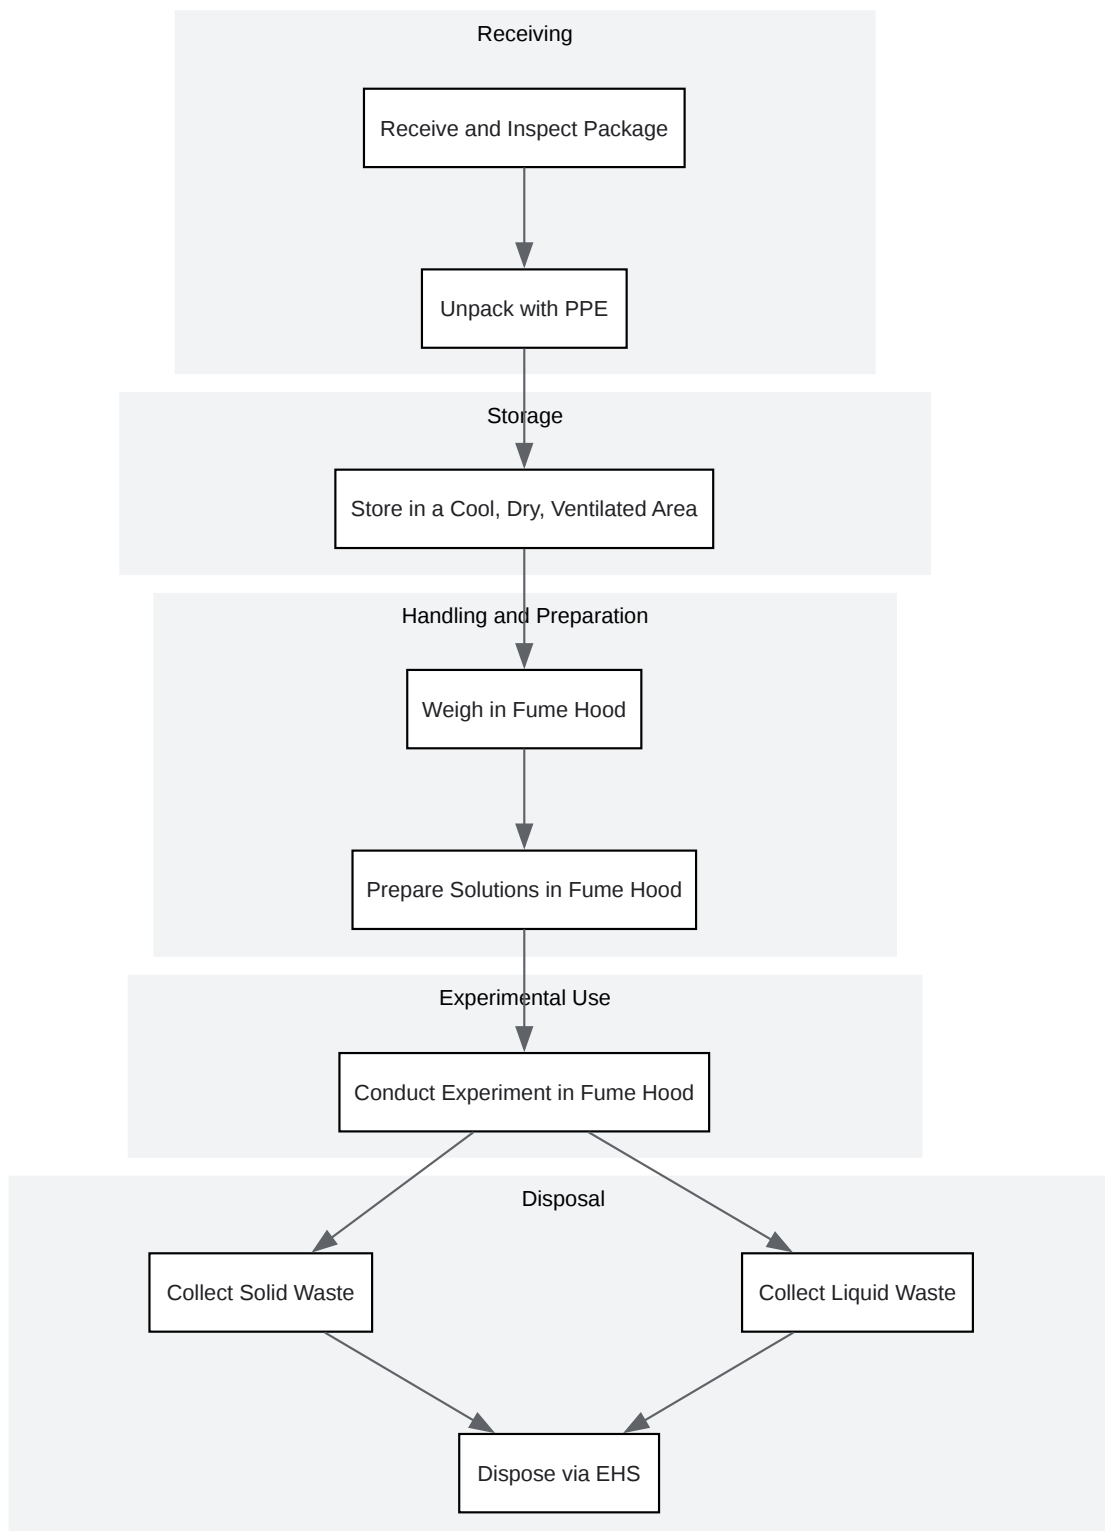 Receiving
Receive and Inspect Package
Unpack with PPE
Storage
Store in a Cool, Dry, Ventilated Area
Handling and Preparation
Weigh in Fume Hood
Prepare Solutions in Fume Hood
Experimental Use
Conduct Experiment in Fume Hood
Disposal
Collect Solid Waste
Collect Liquid Waste
Dispose via EHS